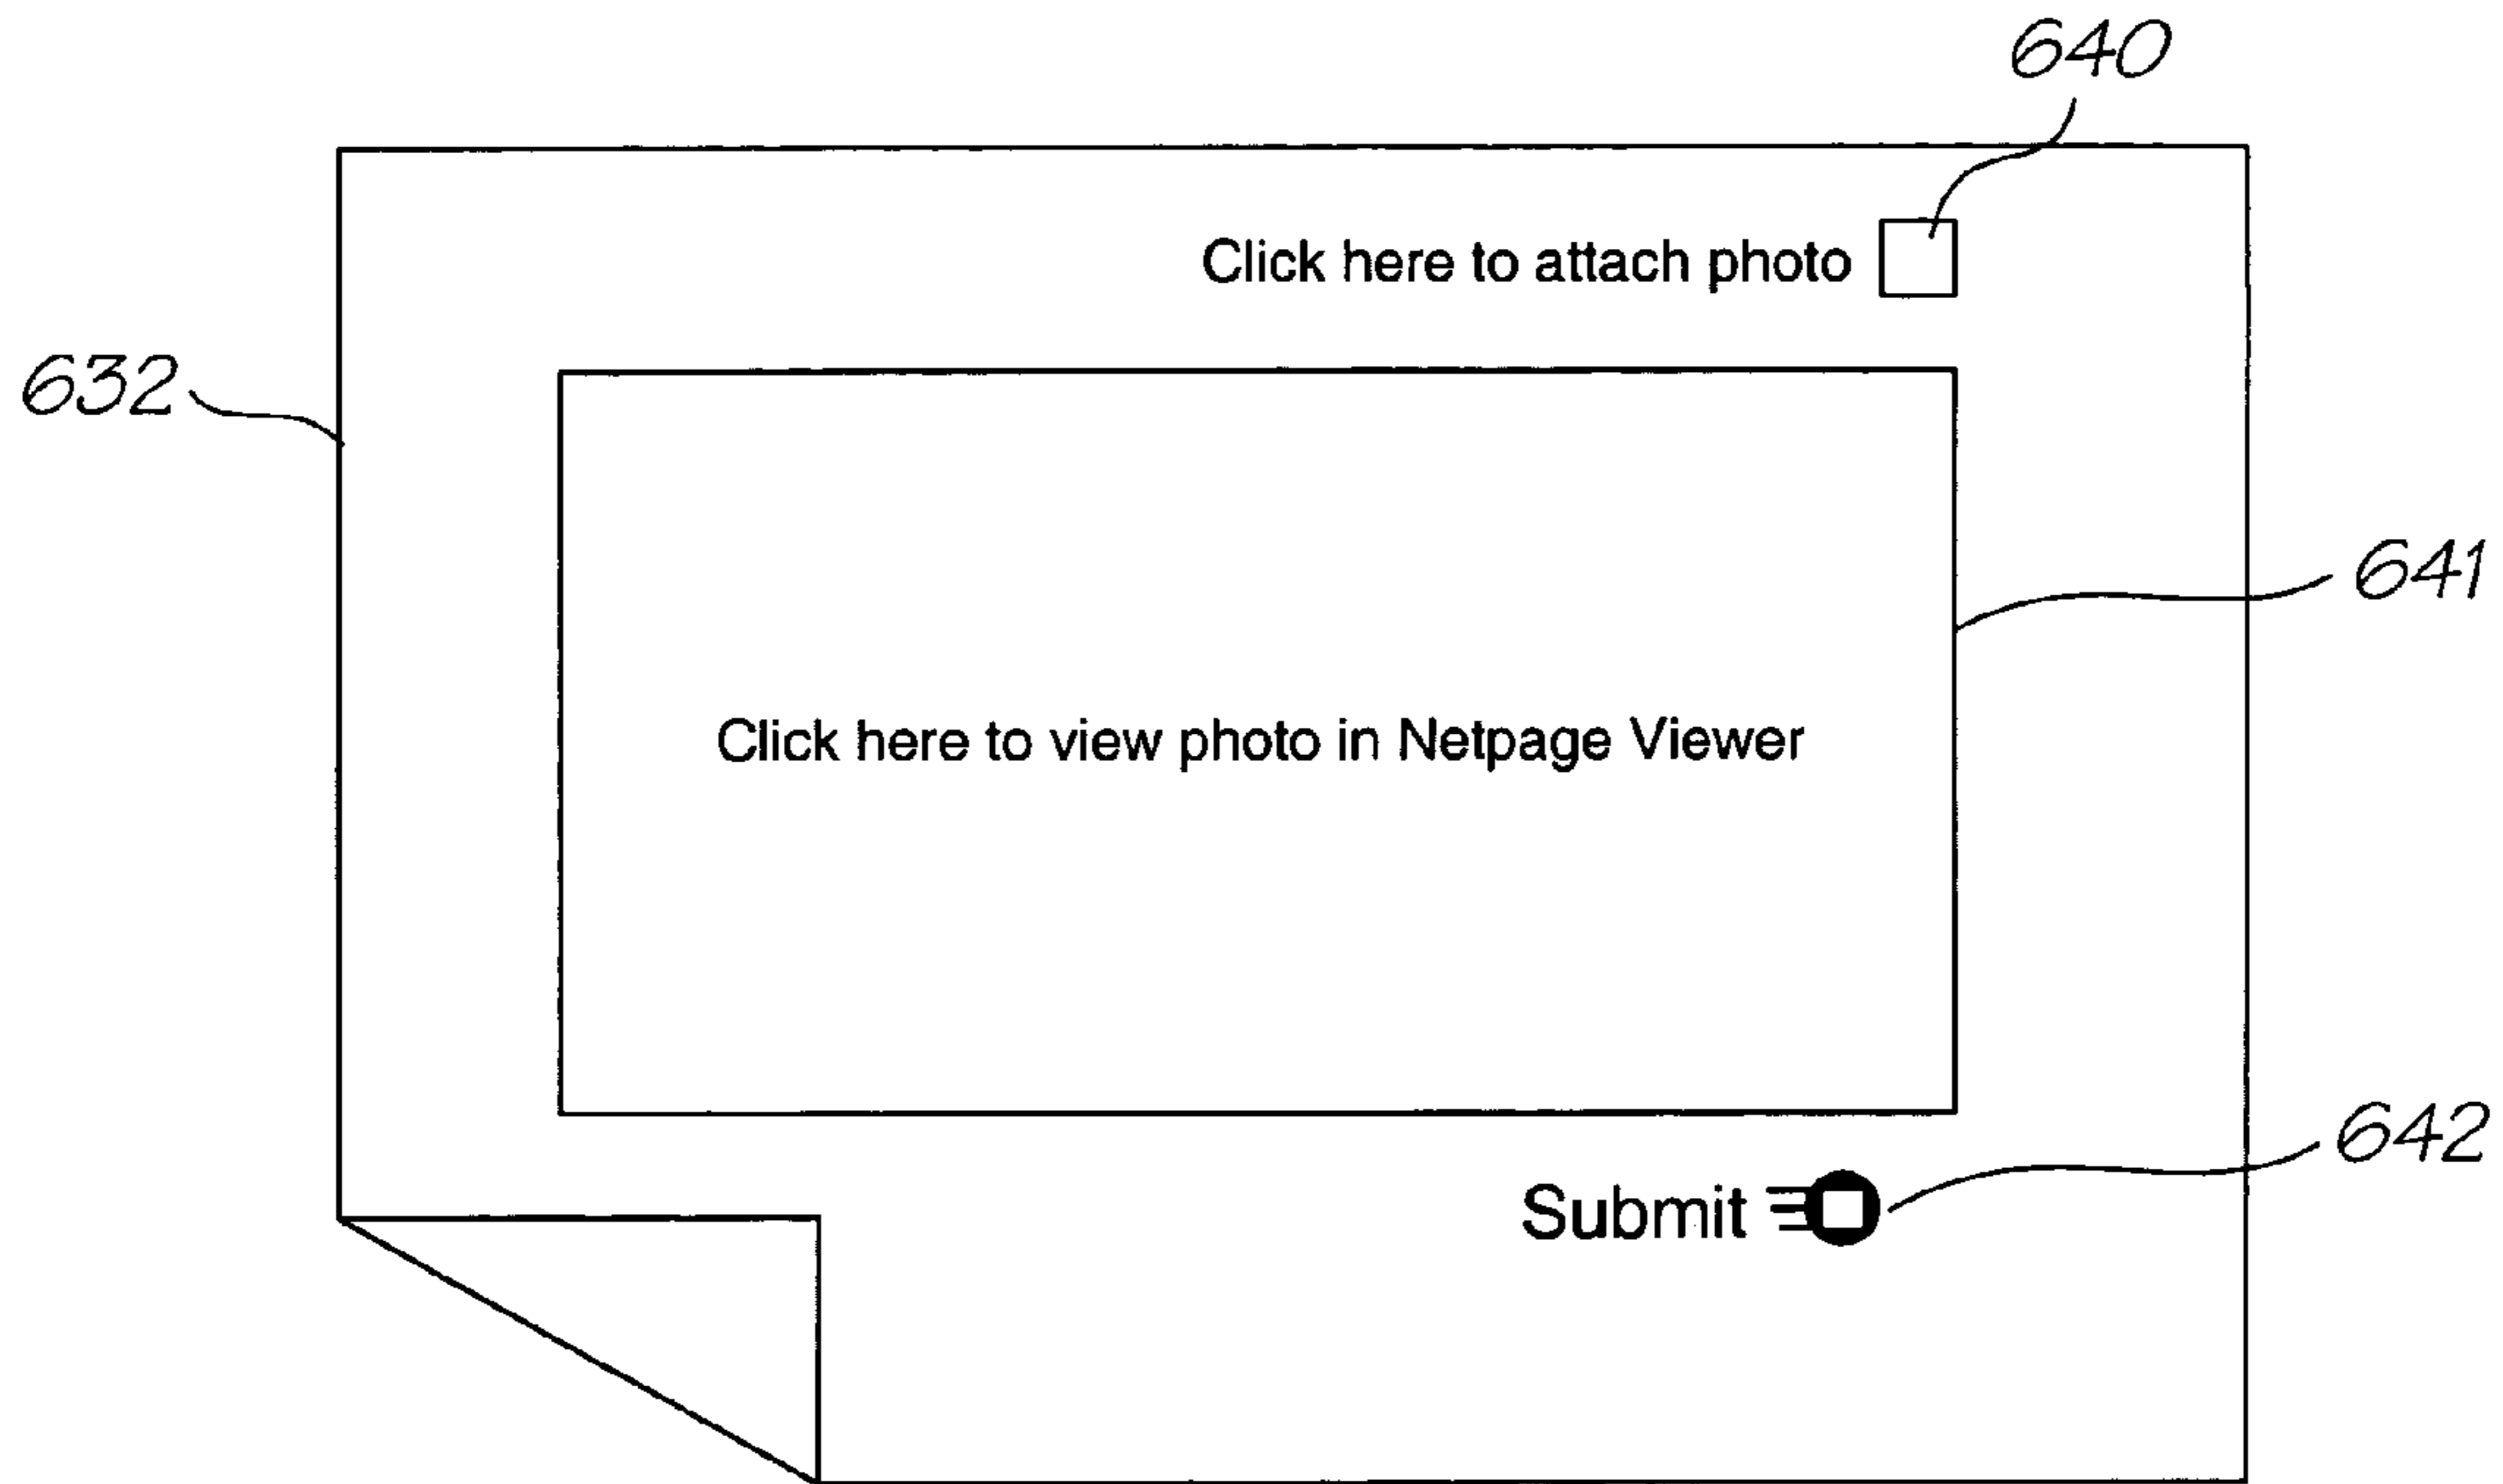 640
Click here to attach photo
632
641
Click here to view photo in Netpage Viewer
642
Submit